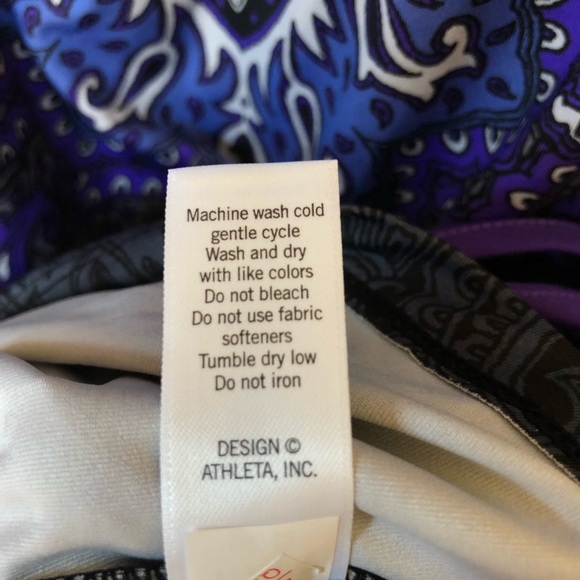 Machine wash cold
gentle cycle
Wash and dry
with like colors
Do not bleach
Do not use fabric
softeners
Tumble dry low
Do not iron
DESIGN ©
ATHLETA, INC.